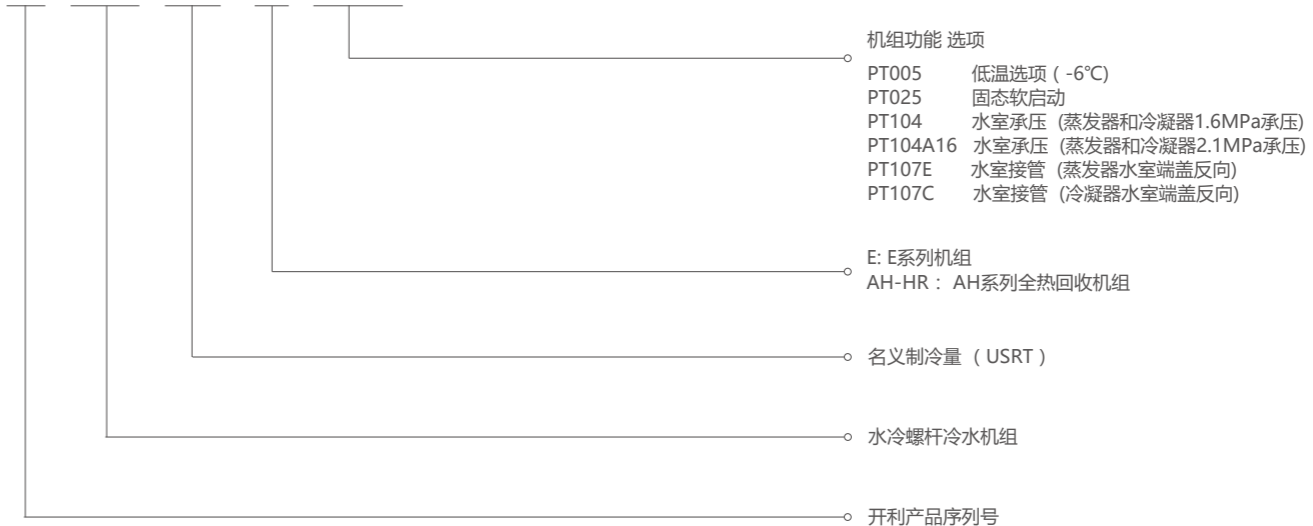 机组功能 选项
PT005 低温选项 ( -6℃)
PT025 固态软启动
PT104 水室承压 (蒸发器和冷凝器1.6MPa承压)
PT104A16 水室承压 (蒸发器和冷凝器2.1MPa承压)
PT107E 水室接管 (蒸发器水室端盖反向)
PT107C 水室接管 (冷凝器水室端盖反向)
E: E系列机组
AH-HR： AH系列全热回收机组
名义制冷量 （USRT）
水冷螺杆冷水机组
开利产品序列号